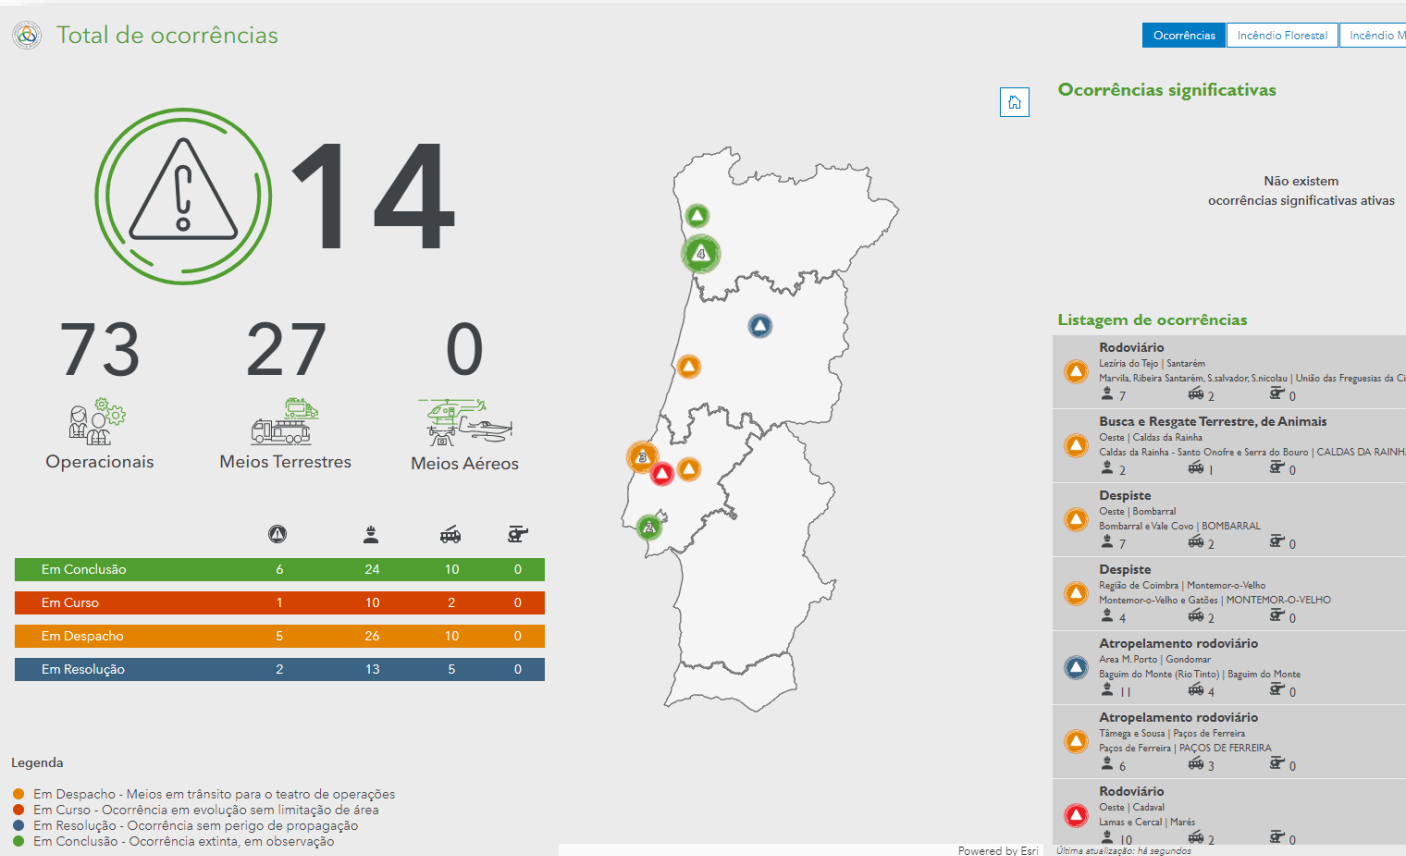 Total de ocorrências
Ocorrências
Incêndio Florestal
Incêndio M
14
73
27
0
Operacionais
Meios Terrestres
Meios Aéreos
Em Conclusão 6 24 10 0
Em Curso 1 10 2 0
Em Despacho 5 26 10 0
Em Resolução 2 13 5 0
Legenda
Em Despacho - Meios em trânsito para o teatro de operações
Em Curso - Ocorrência em evolução sem limitação de área
Em Resolução - Ocorrência sem perigo de propagação
Em Conclusão - Ocorrência extinta, em observação
4
3
2
Powered by Esri
Ocorrências significativas
Não existem
ocorrências significativas ativas
Listagem de ocorrências
Rodoviário
Lezíria do Tejo | Santarém
Marvila, Ribeira Santarém, S.salvador, S.nicolau | União das Freguesias da Ci
7 2 0
Busca e Resgate Terrestre, de Animais
Oeste | Caldas da Rainha
Caldas da Rainha - Santo Onofre e Serra do Bouro | CALDAS DA RAINHA
2 1 0
Despiste
Oeste | Bombarral
Bombarral e Vale Covo | BOMBARRAL
7 2 0
Despiste
Região de Coimbra | Montemor-o-Velho
Montemor-o-Velho e Gatões | MONTEMOR-O-VELHO
4 2 0
Atropelamento rodoviário
Area M. Porto | Gondomar
Baguim do Monte (Rio Tinto) | Baguim do Monte
11 4 0
Atropelamento rodoviário
Tâmega e Sousa | Paços de Ferreira
Paços de Ferreira | PAÇOS DE FERREIRA
6 3 0
Rodoviário
Oeste | Cadaval
Lamas e Cercal | Marés
10 2 0
Última atualização: há segundos